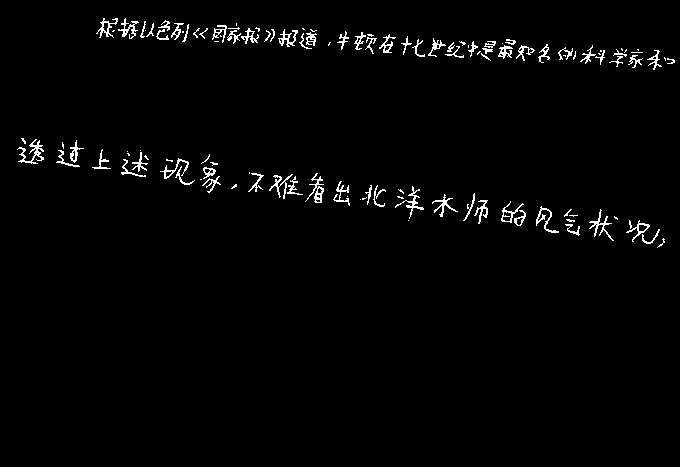 根据以色列《国家报》报道,牛顿在十七世纪中是最知名的科学家和
透过上述现象,不难看出北洋水师的风气状况,